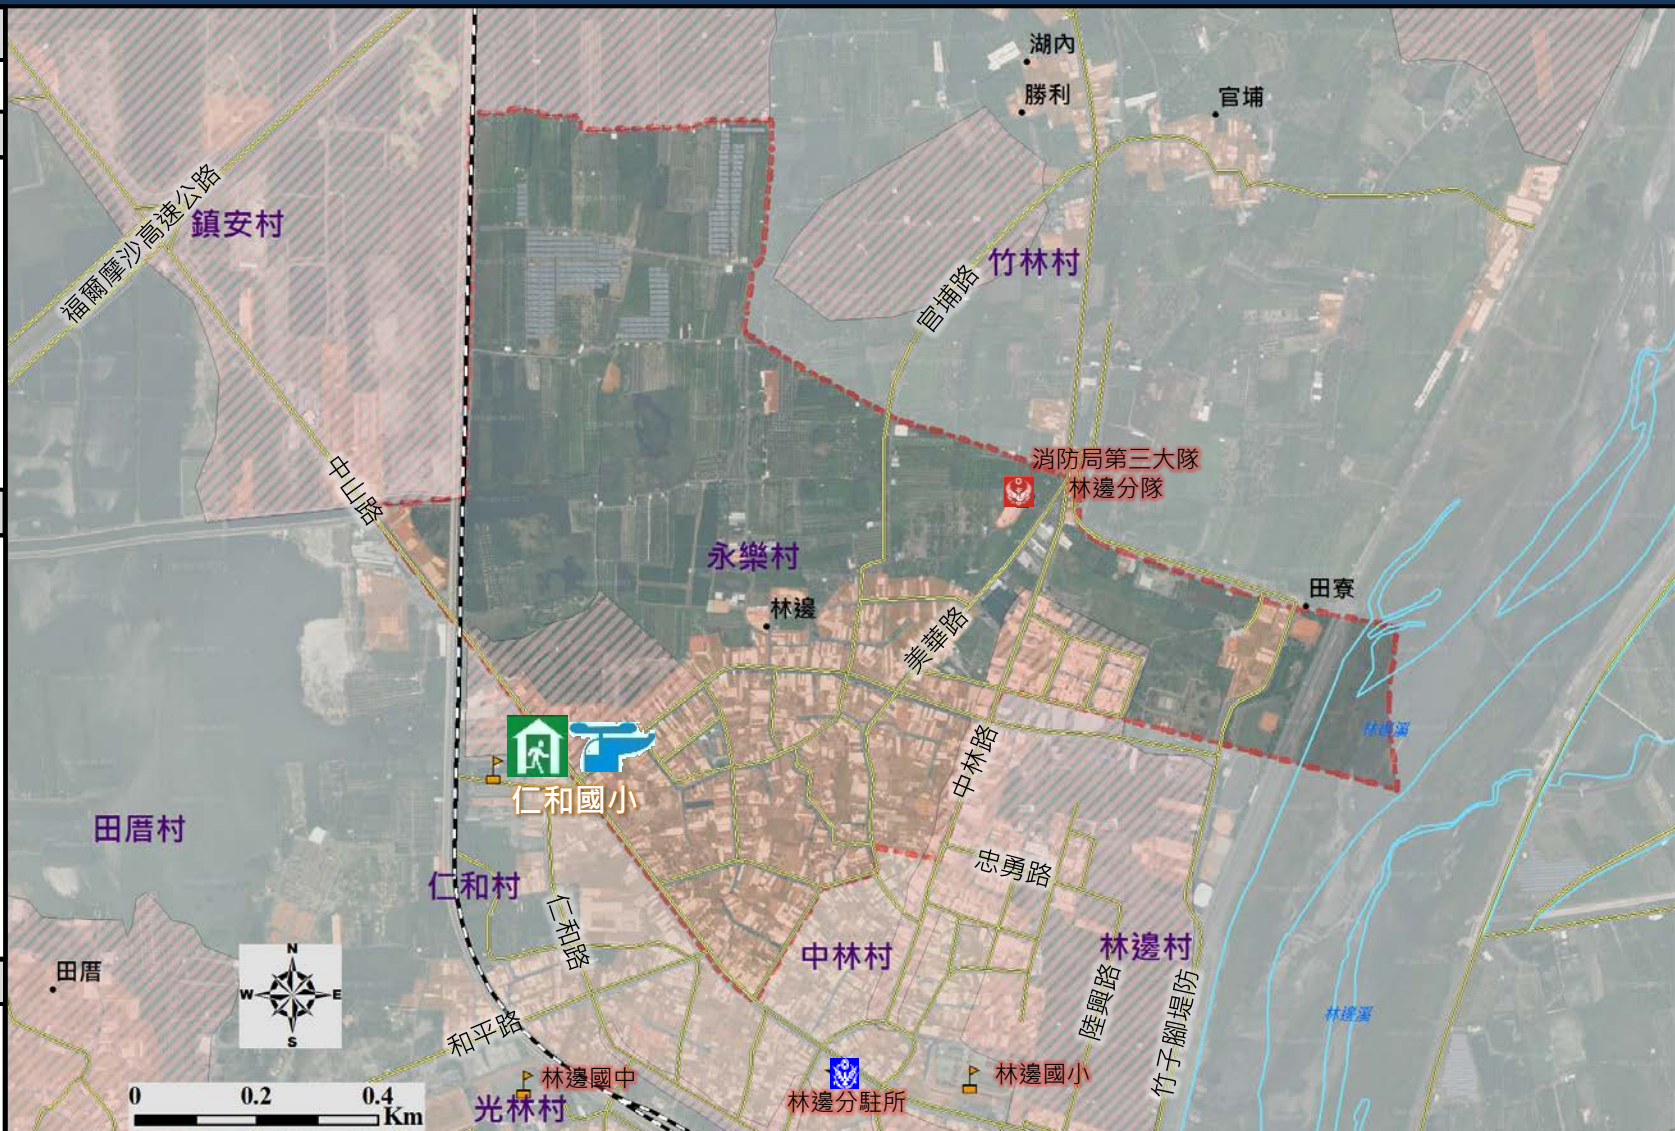 湖內
勝利
官埔
福爾摩沙高速公路
鎮安村
官埔路
竹林村
中山路
消防局第三大隊
林邊分隊
永樂村
林邊
田寮
美華路
林邊溪
中林路
仁和國小
田厝村
忠勇路
仁和村
仁和路
中林村
林邊村
田厝
N
W
E
S
和平路
陸興路
竹子腳堤防
林邊溪
林邊國中
林邊國小
光林村
林邊分駐所
0 0.2 0.4
Km